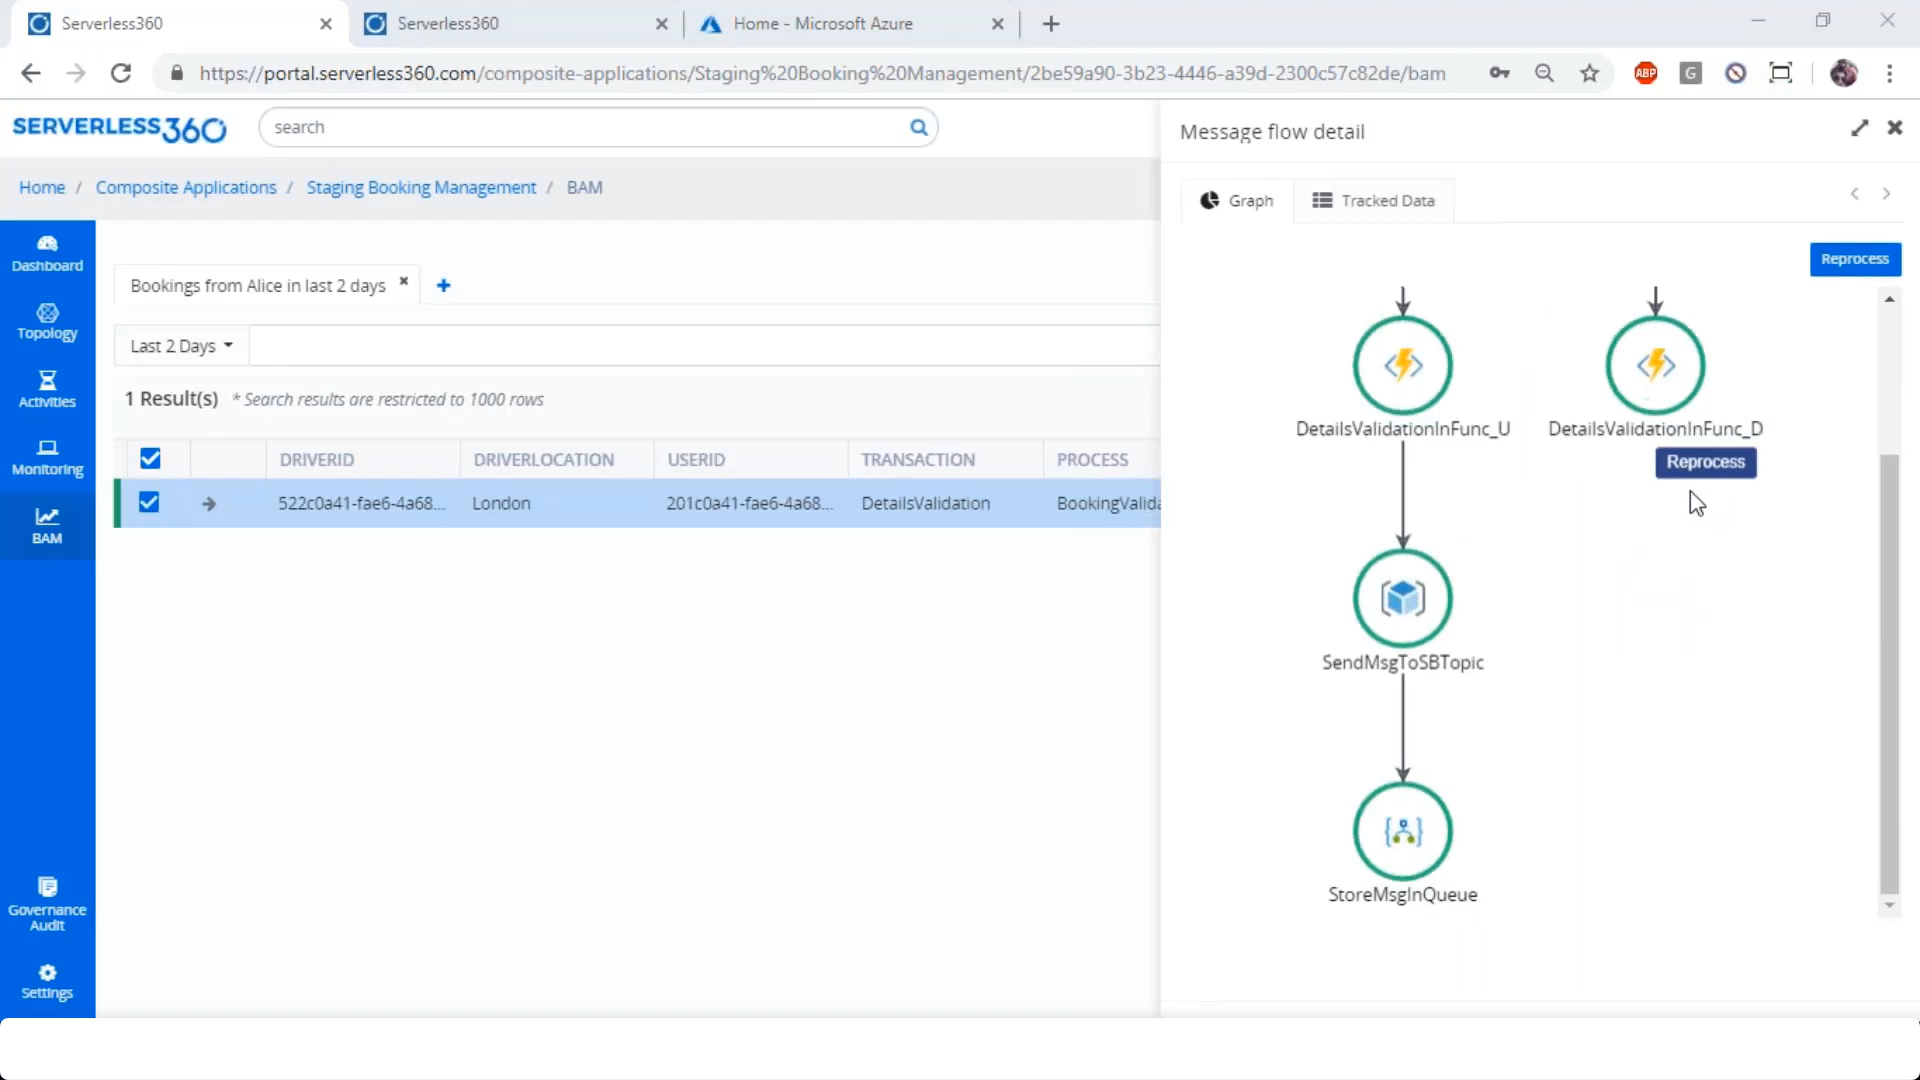 Serverless360
Serverless360
Home - Microsoft Azure
https://portal.serverless360.com/composite-applications/Staging%20Booking%20Management/2be59a90-3b23-4446-a39d-2300c57c82de/bam
ABP
G
SERVERLESS360
search
Message flow detail
Home / Composite Applications / Staging Booking Management / BAM
Graph
Tracked Data
Reprocess
Dashboard
Topology
Activities
Monitoring
BAM
Governance
Audit
Settings
Bookings from Alice in last 2 days
Last 2 Days
1 Result(s) * Search results are restricted to 1000 rows
DRIVERID DRIVERLOCATION USERID TRANSACTION PROCESS
522c0a41-fae6-4a68... London 201c0a41-fae6-4a68... DetailsValidation BookingValida
DetailsValidationInFunc_U
DetailsValidationInFunc_D
Reprocess
SendMsgToSBTopic
StoreMsgInQueue